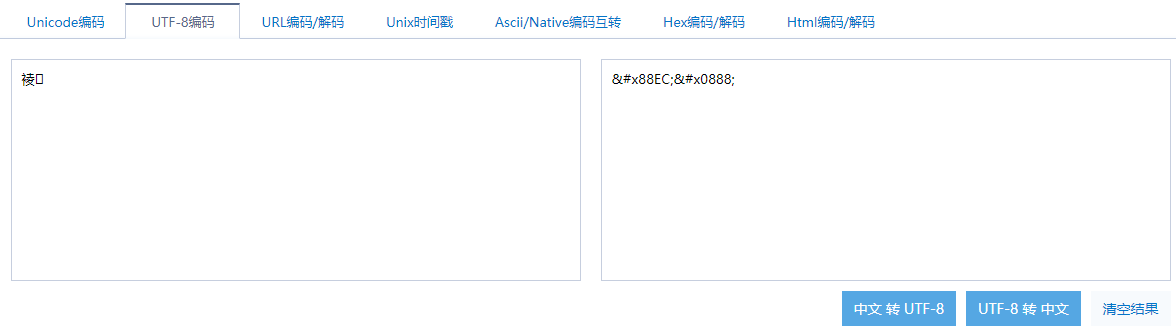 Unicode编码 UTF-8编码 URL编码/解码 Unix时间戳 Ascii/Native编码互转 Hex编码/解码 Html编码/解码
裬 &#x88EC;&#x0888;
中文 转 UTF-8 UTF-8 转 中文 清空结果